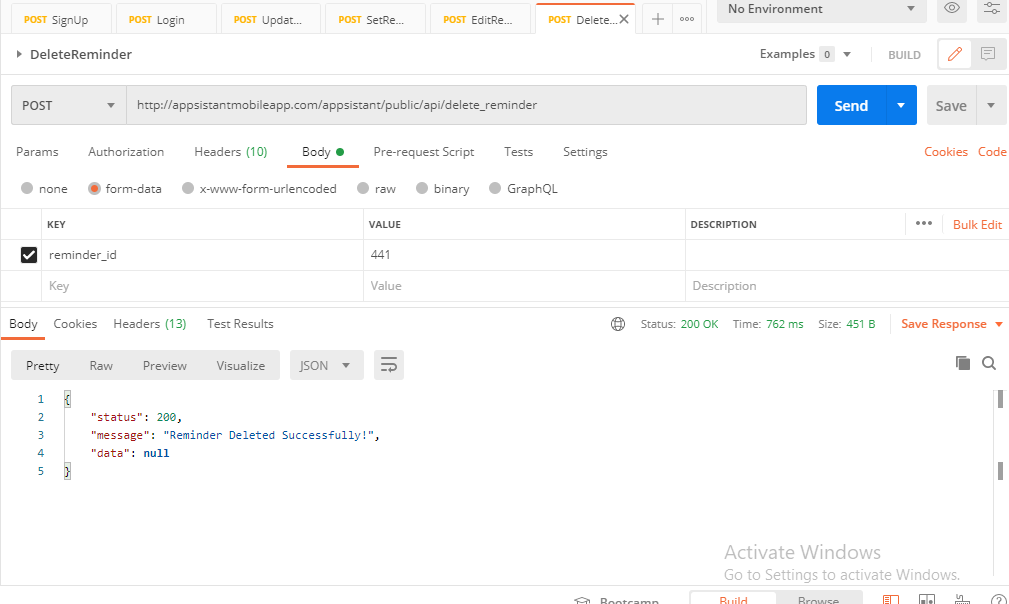 POST SignUp POST Login POST Updat... POST SetRe... POST EditRe... POST Delete... No Environment
DeleteReminder Examples 0 BUILD
POST http://appsistantmobileapp.com/appsistant/public/api/delete_reminder Send Save
Params Authorization Headers (10) Body Pre-request Script Tests Settings Cookies Code
none form-data x-www-form-urlencoded raw binary GraphQL
KEY VALUE DESCRIPTION ••• Bulk Edit
reminder_id 441
Key Value Description
Body Cookies Headers (13) Test Results Status: 200 OK Time: 762 ms Size: 451 B Save Response
Pretty Raw Preview Visualize JSON
1 {
2 "status": 200,
3 "message": "Reminder Deleted Successfully!",
4 "data": null
5 }
Activate Windows
Go to Settings to activate Windows.
Bootcamp Build Browse